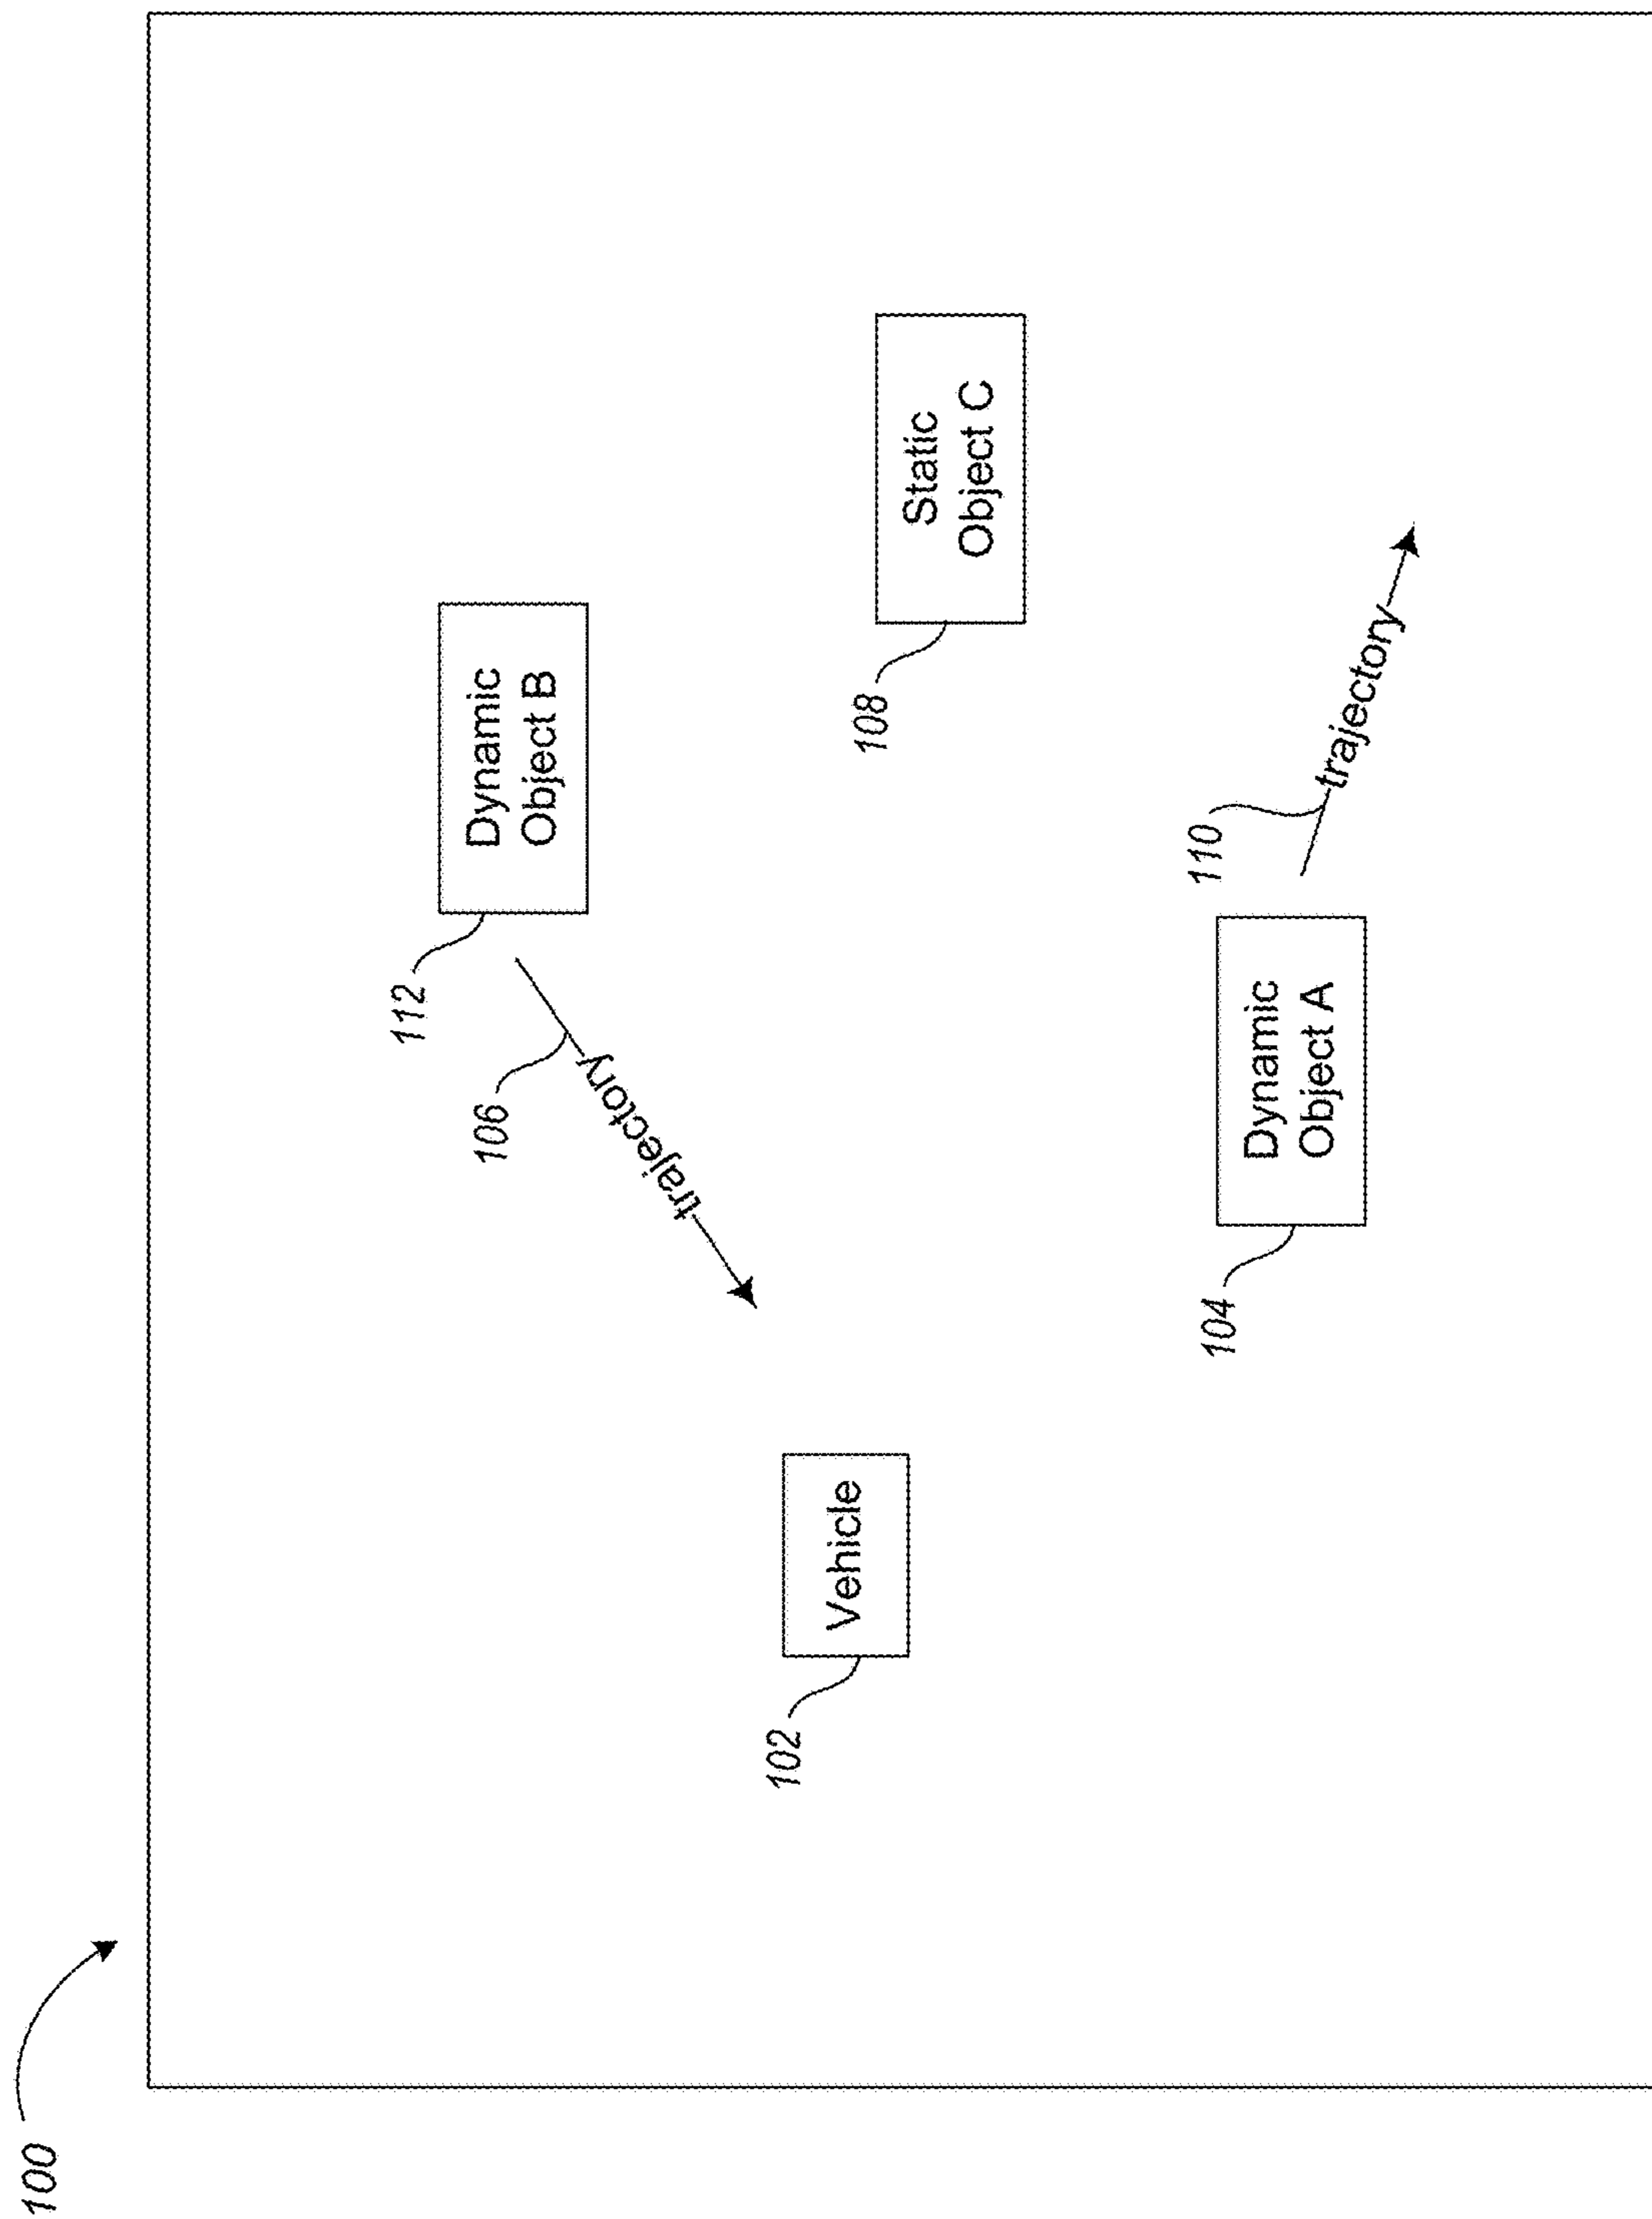 100
112
Dynamic
Object B
106
trajectory
102
Vehicle
108
Static
Object C
110
trajectory
104
Dynamic
Object A